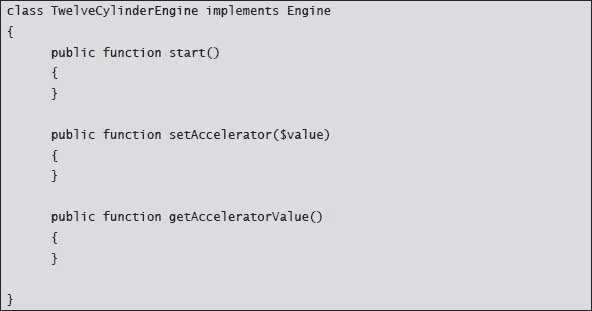 class TwelveCylinderEngine implements Engine
{
public function start()
{
}
public function setAccelerator($value)
{
}
public function getAcceleratorValue()
{
}
}